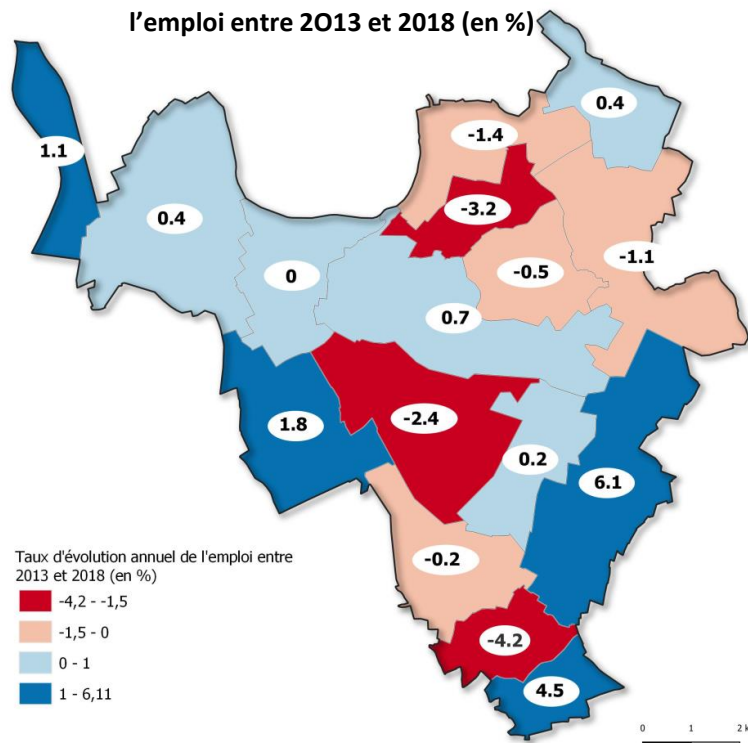 l’emploi entre 2O13 et 2018 (en %)
0.4
-1.4
1.1
-3.2
0.4
-1.1
0
-0.5
0.7
-2.4
1.8
0.2
6.1
-0.2
Taux d'évolution annuel de l'emploi entre
2013 et 2018 (en %)
-4,2 - -1,5
-1,5 - 0
0 - 1
1 - 6,11
-4.2
4.5
0 1 2 k